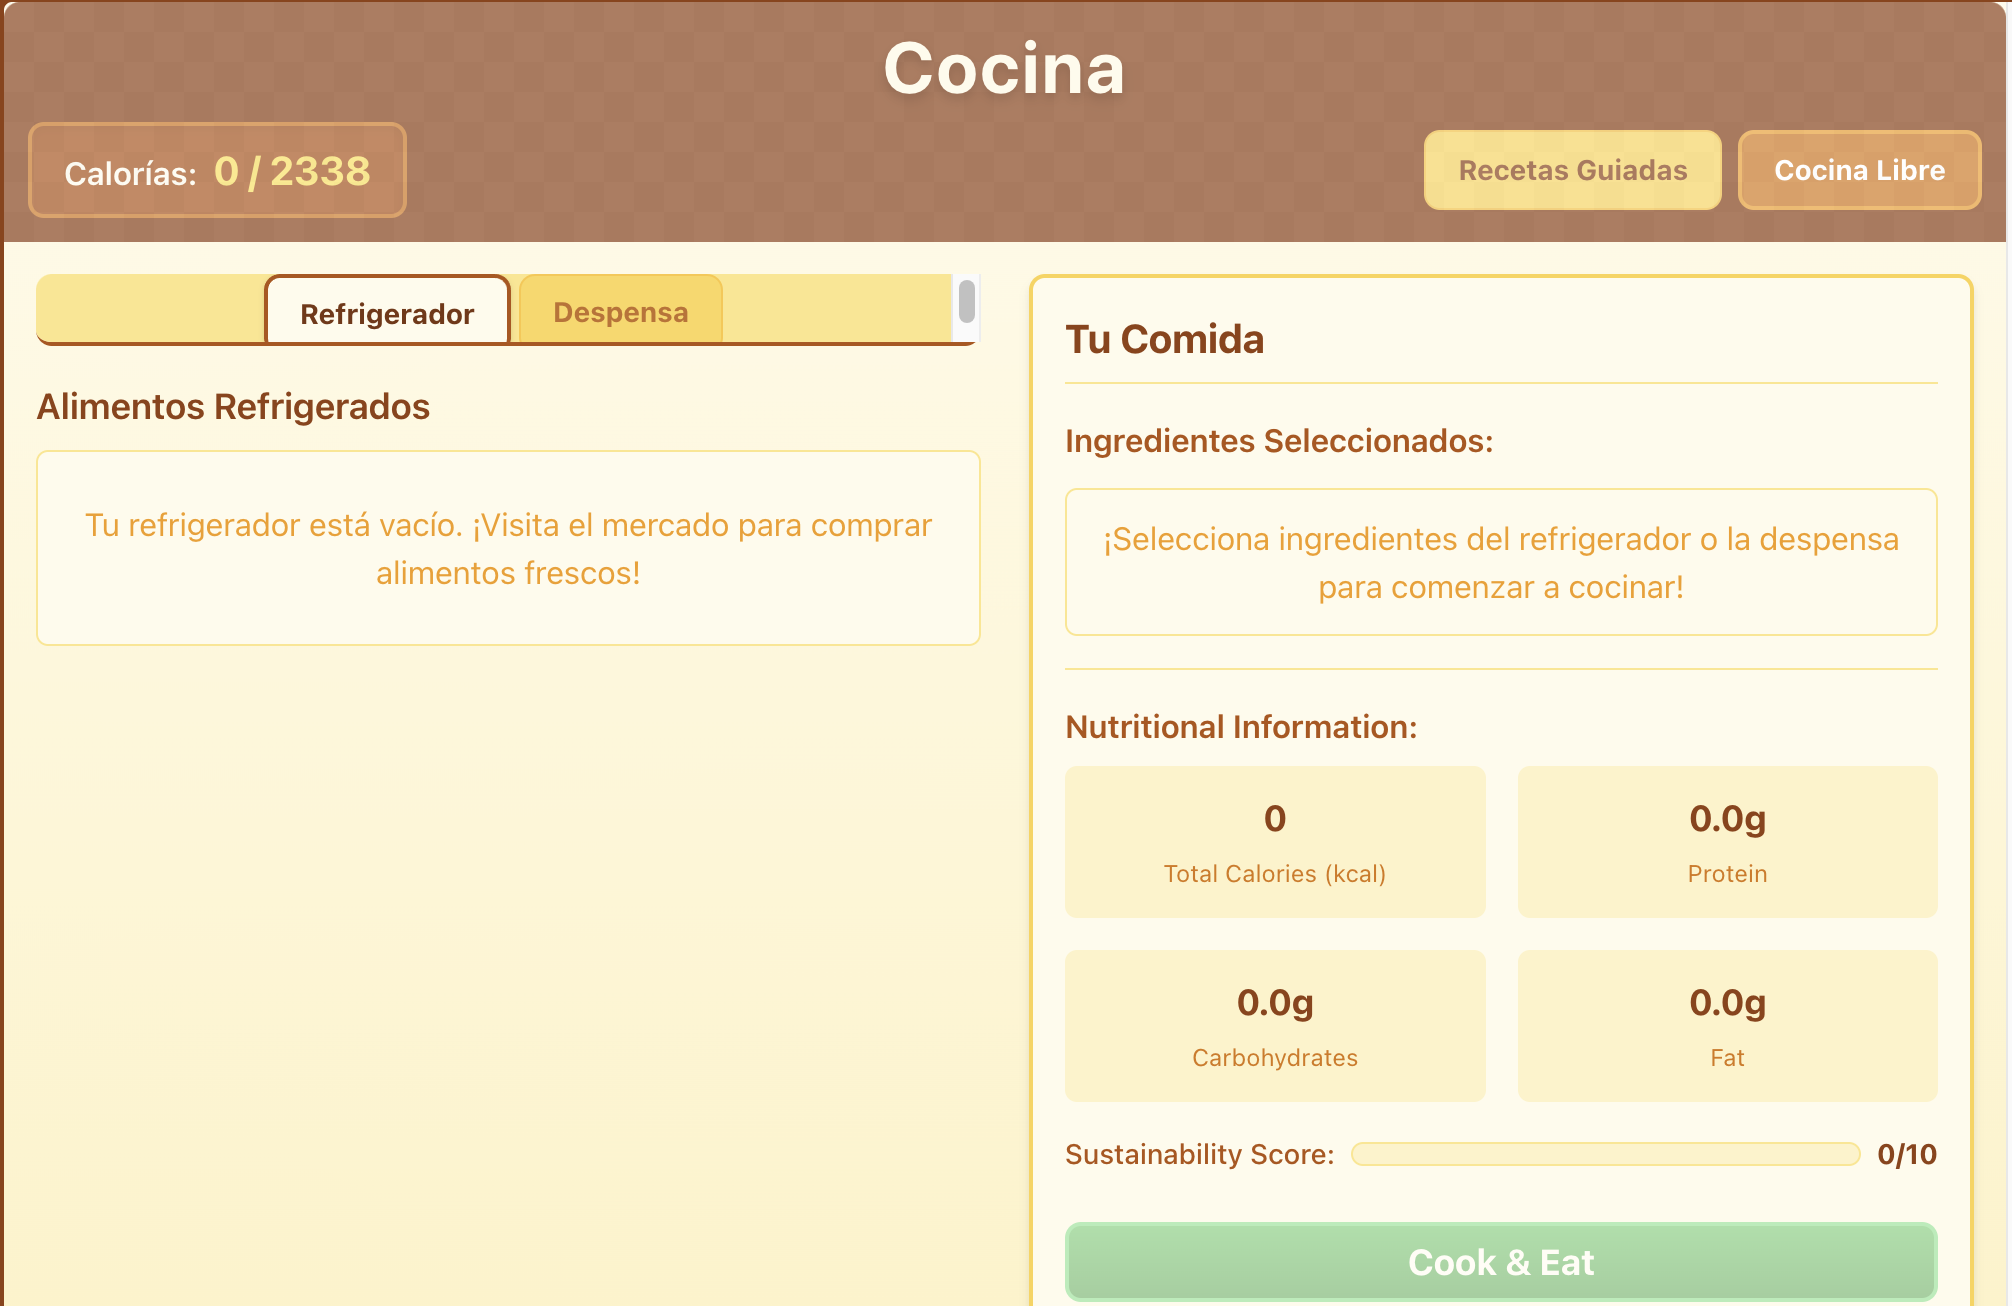 Cocina
Calorías: 0 / 2338
Recetas Guiadas
Cocina Libre
Refrigerador
Despensa
Alimentos Refrigerados
Tu refrigerador está vacío. ¡Visita el mercado para comprar
alimentos frescos!
Tu Comida
Ingredientes Seleccionados:
¡Selecciona ingredientes del refrigerador o la despensa
para comenzar a cocinar!
Nutritional Information:
0
Total Calories (kcal)
0.0g
Protein
0.0g
Carbohydrates
0.0g
Fat
Sustainability Score:
0/10
Cook & Eat